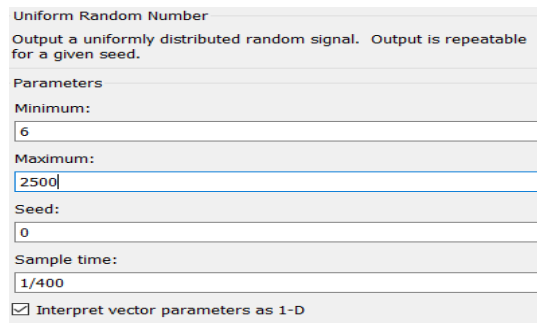 Uniform Random Number
Output a uniformly distributed random signal.  Output is repeatable
for a given seed.
Parameters
Minimum:
6
Maximum:
2500
Seed:
0
Sample time:
1/400
Interpret vector parameters as 1-D